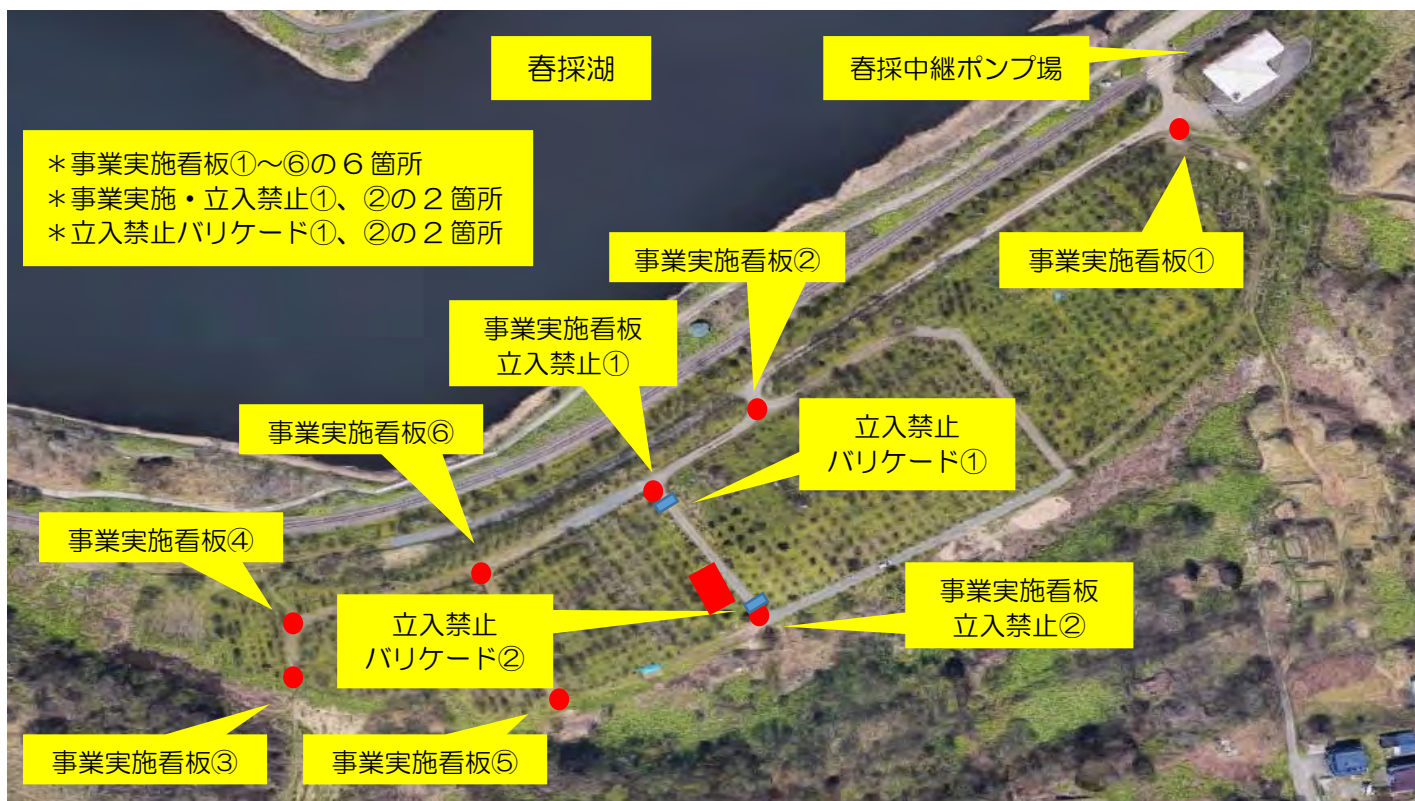 春採湖
春採中継ポンプ場
＊事業実施看板①～⑥の6箇所
＊事業実施・立入禁止①、②の2箇所
＊立入禁止バリケード①、②の2箇所
事業実施看板②
事業実施看板①
事業実施看板
立入禁止①
事業実施看板⑥
立入禁止
バリケード①
事業実施看板④
立入禁止
バリケード②
事業実施看板
立入禁止②
事業実施看板③
事業実施看板⑤